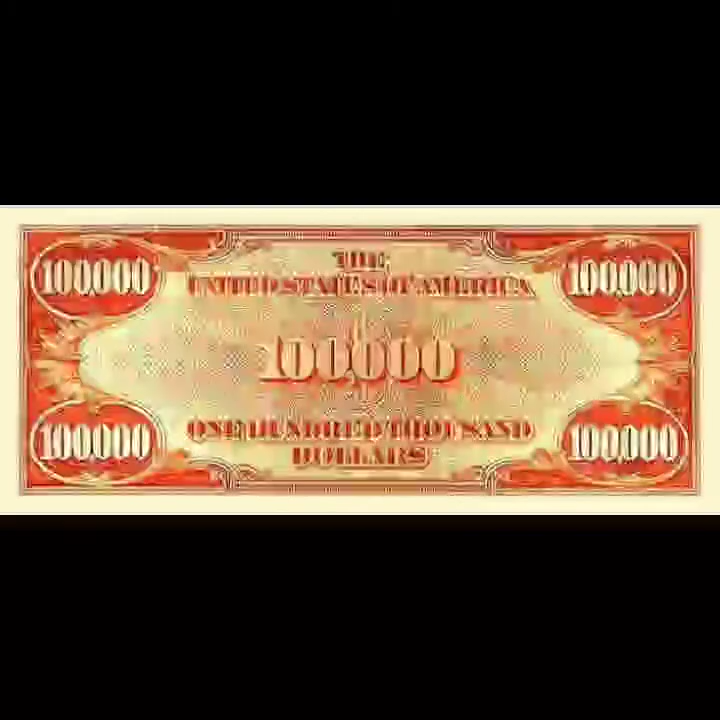 100,000 100,000
THE
UNITED STATES OF AMERICA
100,000
100,000 100,000
ONE HUNDRED THOUSAND
DOLLARS